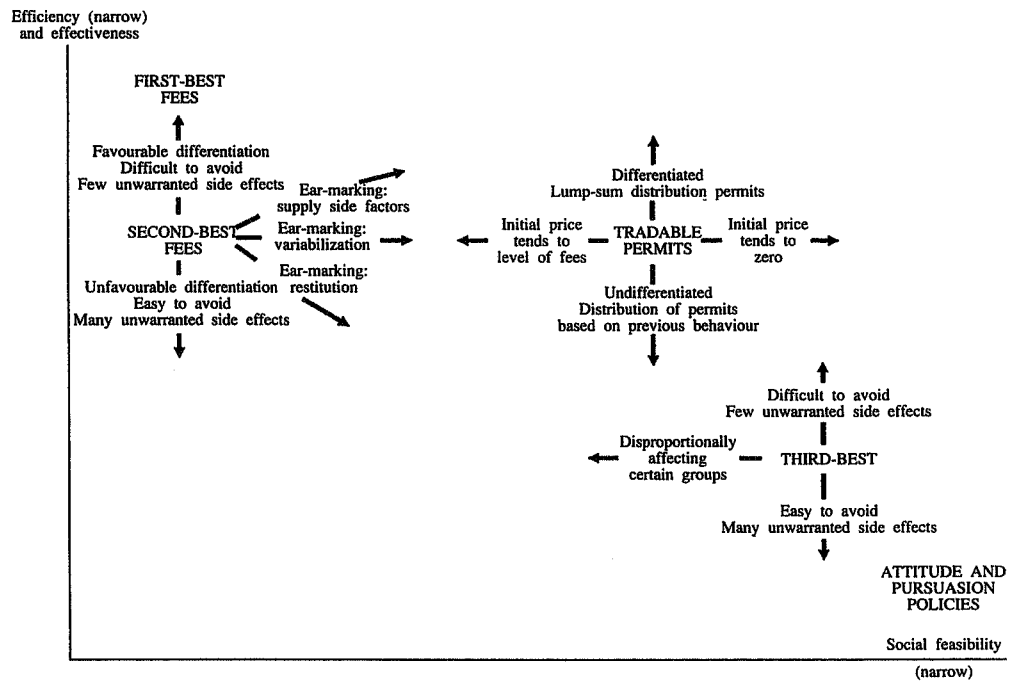 Efficiency (narrow)
and effectiveness
FIRST-BEST
FEES
Favourable differentiation
Difficult to avoid
Few unwarranted side effects
Ear-marking:
supply side factors
SECOND-BEST
FEES
Ear-marking:
variabilization
Ear-marking:
restitution
Unfavourable differentiation
Easy to avoid
Many unwarranted side effects
Differentiated
Lump-sum distribution permits
Initial price
tends to
level of fees
TRADABLE
PERMITS
Initial price
tends to
zero
Undifferentiated
Distribution of permits
based on previous behaviour
Difficult to avoid
Few unwarranted side effects
Disproportionally
affecting
certain groups
THIRD-BEST
Easy to avoid
Many unwarranted side effects
ATTITUDE AND
PURSUASION
POLICIES
Social feasibility
(narrow)